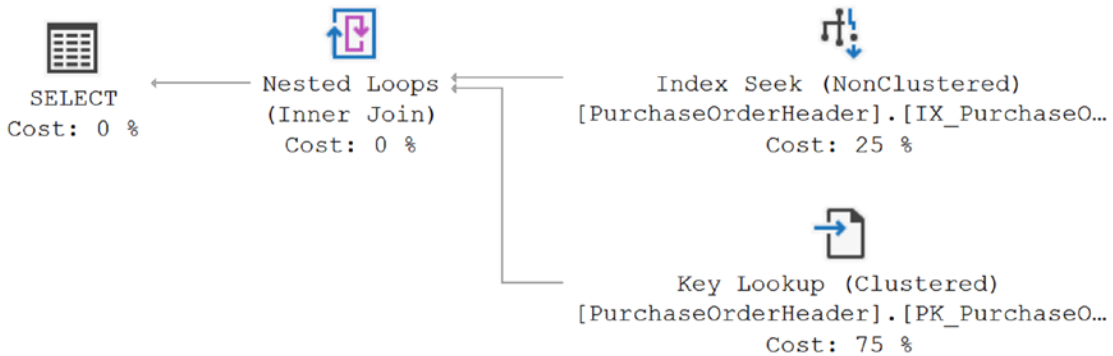 SELECT
Cost: 0 %
Nested Loops
(Inner Join)
Cost: 0 %
Index Seek (NonClustered)
[PurchaseOrderHeader].[IX_PurchaseO…
Cost: 25 %
Key Lookup (Clustered)
[PurchaseOrderHeader].[PK_PurchaseO…
Cost: 75 %